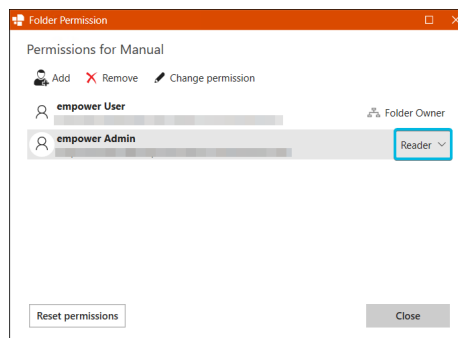 Folder Permission
Permissions for Manual
Add Remove Change permission
empower User
Folder Owner
empower Admin
Reader
Reset permissions Close